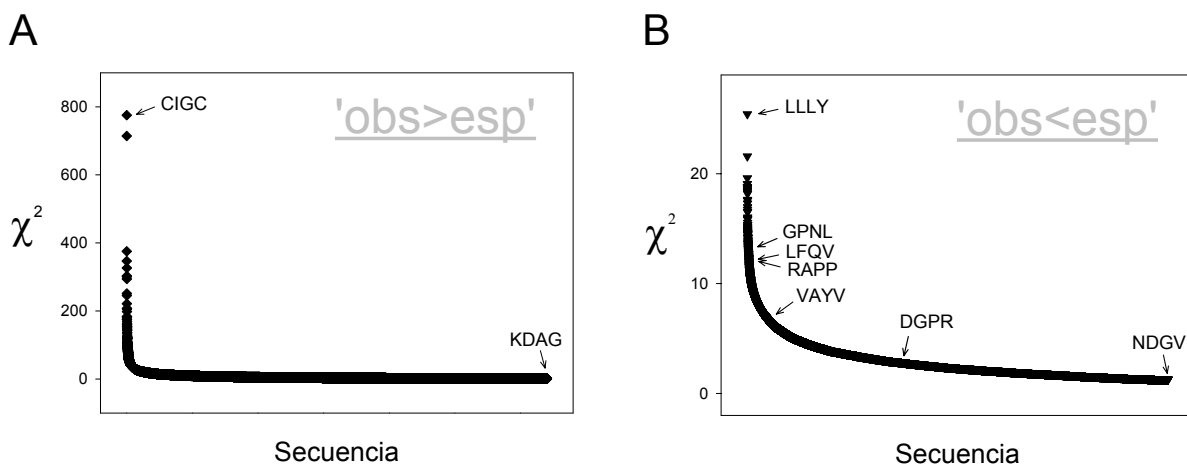 A
'obs>esp'
CIGC
800
600
400
200
0
χ²
KDAG
Secuencia
B
'obs<esp'
LLLY
20
10
0
χ²
GPNL
LFQV
RAPP
VAYV
DGPR
NDGV
Secuencia